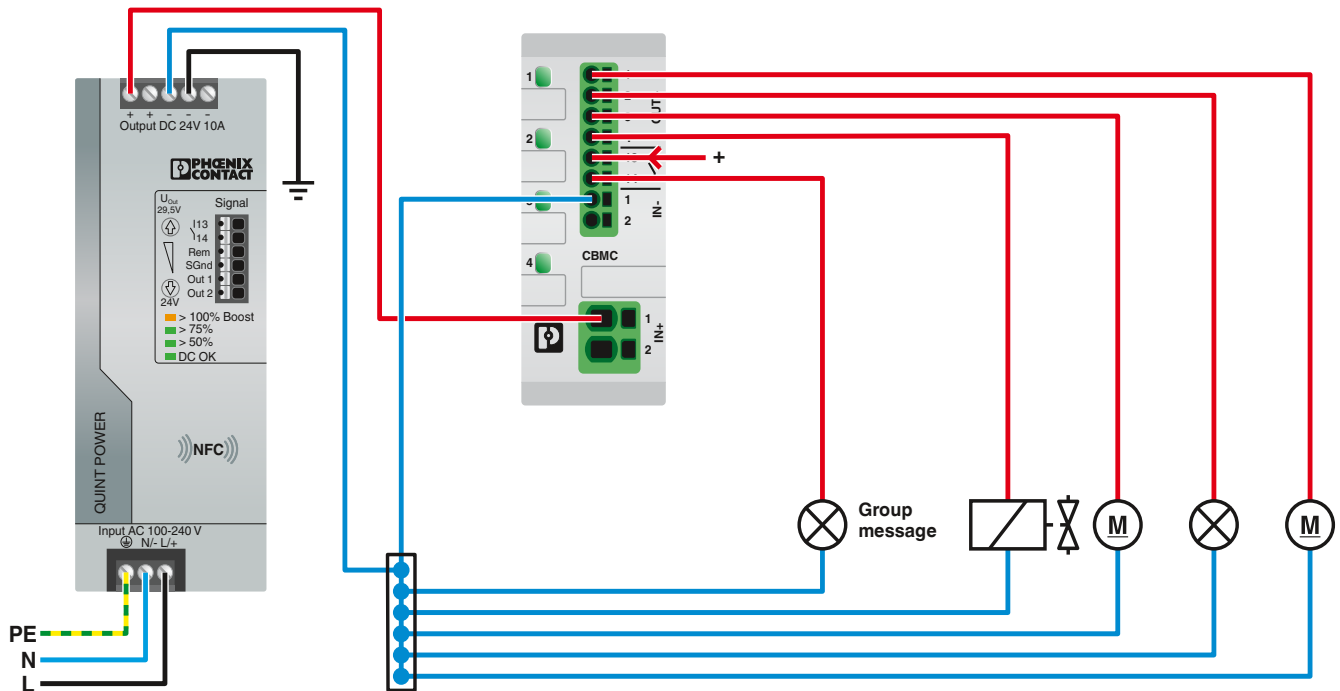 + + - - -
Output DC 24V 10A
PHŒNIX
CONTACT
UOut
29,5V
Signal
13
14
Rem
SGnd
Out 1
Out 2
24V
> 100% Boost
> 75%
> 50%
DC OK
QUINT POWER
NFC
Input AC 100-240 V
N/- L/+
PE
N
L
1
2
4
OUT
+
1
2
IN-
CBMC
1
2
IN+
Group
message
M
M